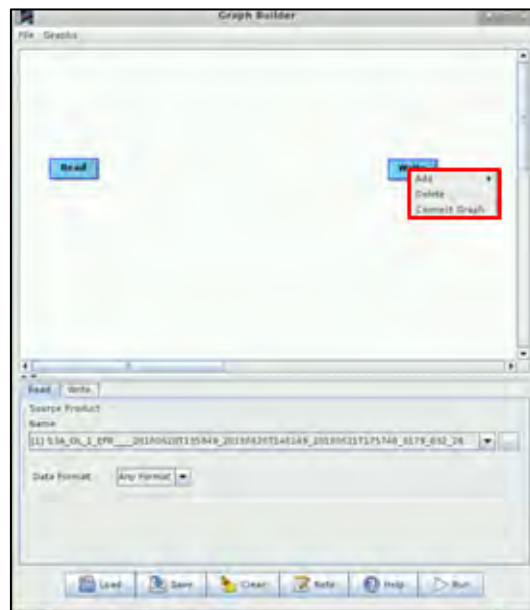 Graph Builder
File Graphs
Read
Write
Add
Delete
Connect Graph
Read Write
Source Product
Name
Data Format: Any Format
Load Save Clear Note Help Run